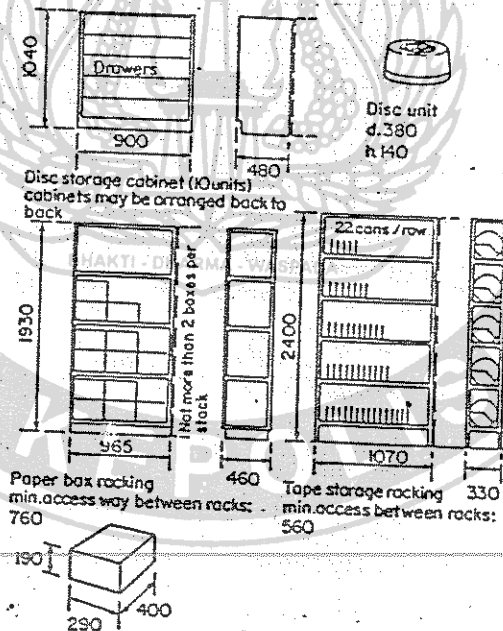 1040
Drawers
900
480
Disc unit
d.380
h 140
Disc storage cabinet (10 units)
cabinets may be arranged back to
back
1930
965
Not more than 2 boxes per
stack
460
22 cans / row
2400
1070
330
Paper box racking
min.access way between racks:
760
Tape storage racking
min.access between racks:
560
190
290
400